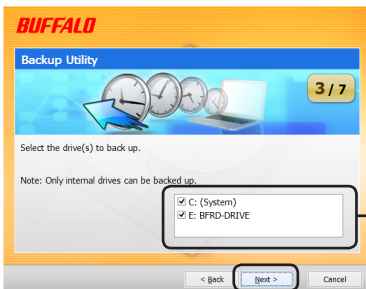 BUFFALO
Backup Utility
3 / 7
Select the drive(s) to back up.
Note: Only internal drives can be backed up.
C: (System)
E: BFRD-DRIVE
< Back
Next >
Cancel